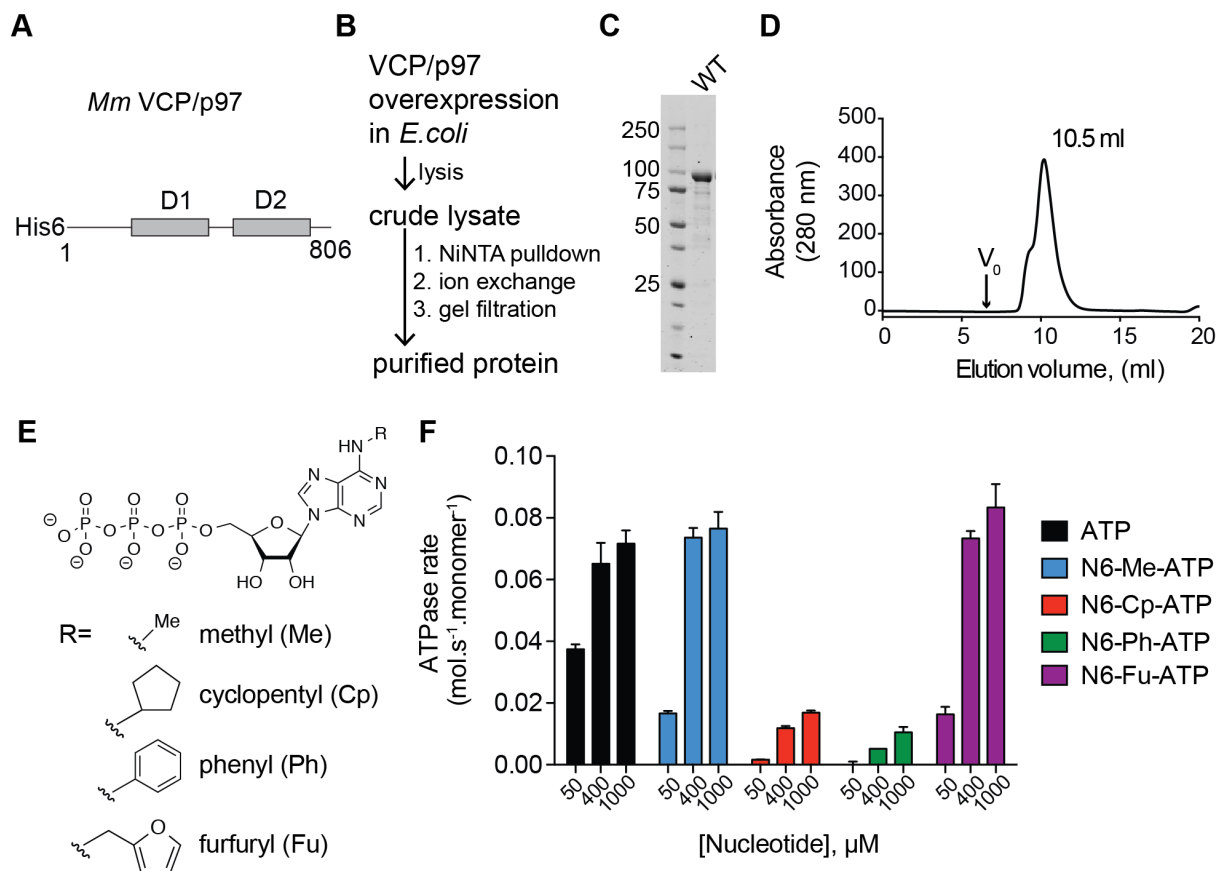 A
Mm VCP/p97
D1
D2
His6
1
806
B
VCP/p97
overexpression
in E.coli
lysis
crude lysate
1. NiNTA pulldown
2. ion exchange
3. gel filtration
purified protein
C
WT
250
100
75
50
25
D
500
400
300
200
100
0
Absorbance
(280 nm)
10.5 ml
V0
0
5
10
15
20
Elution volume, (ml)
E
R
HN
N
N
N
N
O
O
O
O
P
O
P
O
P
O
O
O
O
O
HO
OH
R=
Me
methyl (Me)
cyclopentyl (Cp)
phenyl (Ph)
O
furfuryl (Fu)
F
0.10
0.08
0.06
0.04
0.02
0.00
ATPase rate
(mol.s-1.monomer-1)
50
400
1000
50
400
1000
50
400
1000
50
400
1000
50
400
1000
[Nucleotide], µM
ATP
N6-Me-ATP
N6-Cp-ATP
N6-Ph-ATP
N6-Fu-ATP